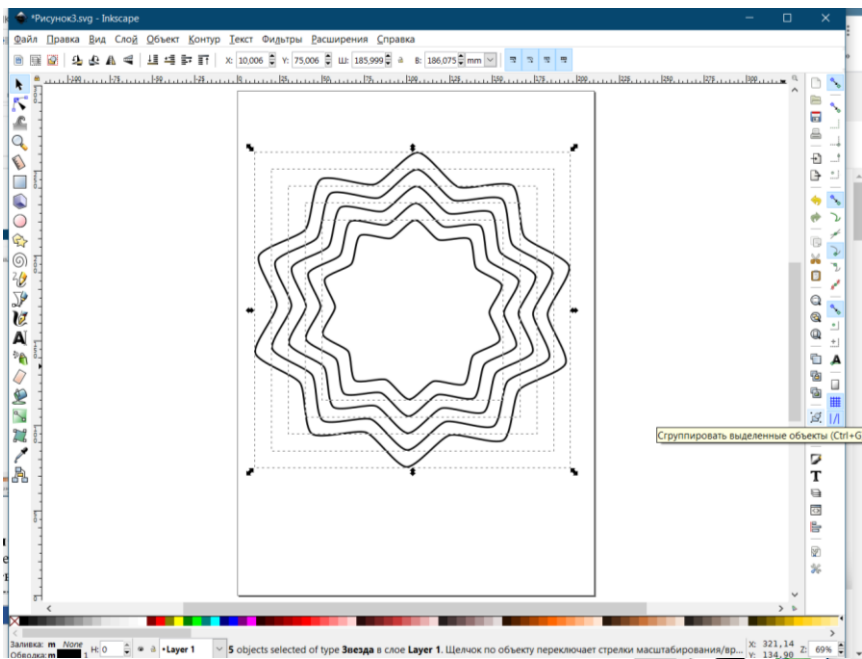 *Рисунок3.svg - Inkscape
Файл Правка Вид Слой Объект Контур Текст Фильтры Расширения Справка
X: 10,006 Y: 75,006 Ш: 185,999 В: 186,075 mm
Сгруппировать выделенные объекты (Ctrl+G
Заливка: m None
Обводка: m 1 Н: 0 •Layer 1 5 objects selected of type Звезда в слое Layer 1. Щелчок по объекту переключает стрелки масштабирования/вр...
X: 321,14
Y: 134,90 Z: 69%